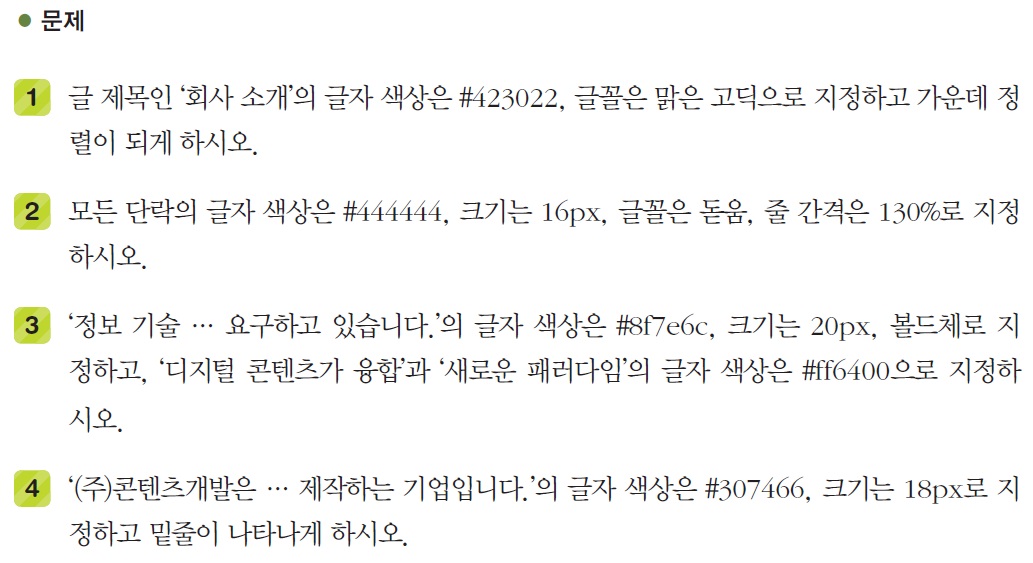 ● 문제
1 글 제목인 ‘회사 소개’의 글자 색상은 #423022, 글꼴은 맑은 고딕으로 지정하고 가운데 정
렬이 되게 하시오.
2 모든 단락의 글자 색상은 #444444, 크기는 16px, 글꼴은 돋움, 줄 간격은 130%로 지정
하시오.
3 ‘정보 기술 … 요구하고 있습니다.’의 글자 색상은 #8f7e6c, 크기는 20px, 볼드체로 지
정하고, ‘디지털 콘텐츠가 융합’과 ‘새로운 패러다임’의 글자 색상은 #ff6400으로 지정하
시오.
4 ‘(주)콘텐츠개발은 … 제작하는 기업입니다.’의 글자 색상은 #307466, 크기는 18px로 지
정하고 밑줄이 나타나게 하시오.